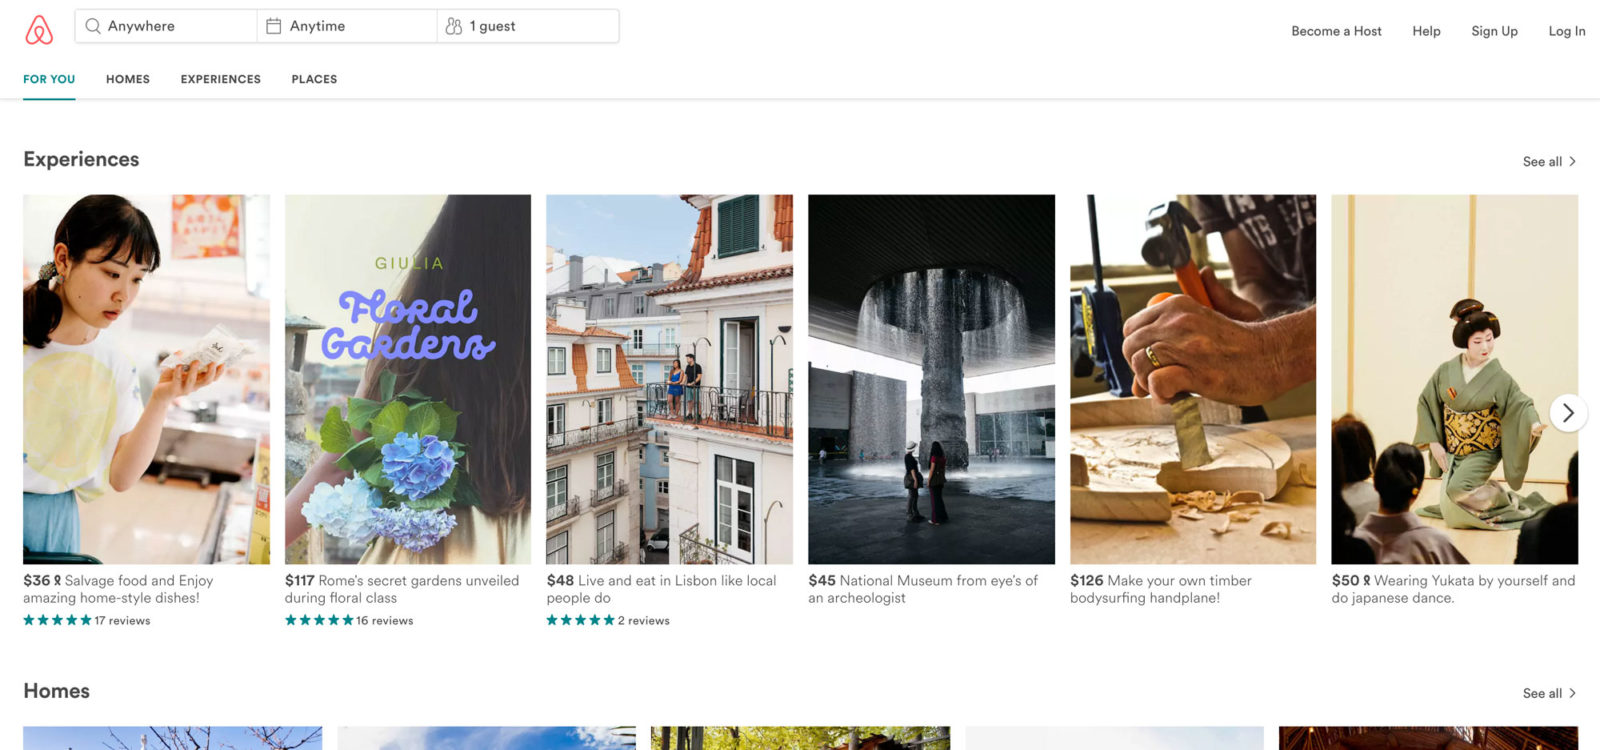 Anywhere
Anytime
1 guest
Become a Host
Help
Sign Up
Log In
FOR YOU
HOMES
EXPERIENCES
PLACES
Experiences
See all
GIULIA
Floral
Gardens
$36 Salvage food and Enjoy
amazing home-style dishes!
17 reviews
$117 Rome's secret gardens unveiled
during floral class
16 reviews
$48 Live and eat in Lisbon like local
people do
2 reviews
$45 National Museum from eye's of
an archeologist
$126 Make your own timber
bodysurfing handplane!
$50 Wearing Yukata by yourself and
do japanese dance.
Homes
See all